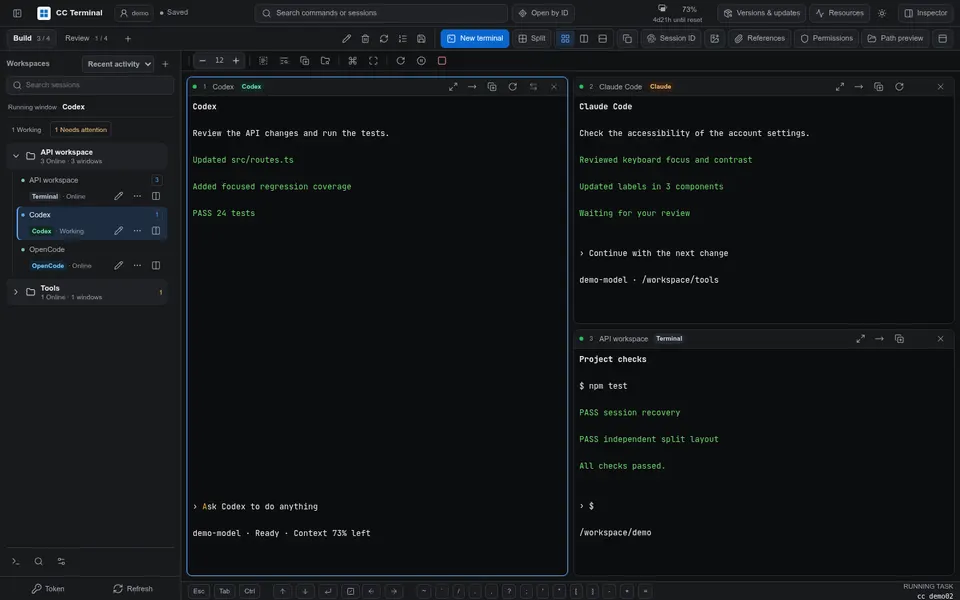 CC Terminal
demo
Saved
Search commands or sessions
Open by ID
73%
4d21h until reset
Versions & updates
Resources
Inspector
Build 3 / 4
Review 1 / 4
+
New terminal
Split
Session ID
References
Permissions
Path preview
Workspaces
Recent activity
+
Search sessions
Running window Codex
1 Working
1 Needs attention
API workspace
3 Online · 3 windows
API workspace 3
Terminal · Online
Codex 1
Codex · Working
OpenCode
OpenCode · Online
Tools 1
1 Online · 1 windows
Token
Refresh
− 12 +
1 Codex Codex
Codex
Review the API changes and run the tests.
Updated src/routes.ts
Added focused regression coverage
PASS 24 tests
› Ask Codex to do anything
demo-model · Ready · Context 73% left
2 Claude Code Claude
Claude Code
Check the accessibility of the account settings.
Reviewed keyboard focus and contrast
Updated labels in 3 components
Waiting for your review
› Continue with the next change
demo-model · /workspace/tools
3 API workspace Terminal
Project checks
$ npm test
PASS session recovery
PASS independent split layout
All checks passed.
› $
/workspace/demo
Esc Tab Ctrl
RUNNING TASK
cc demo02